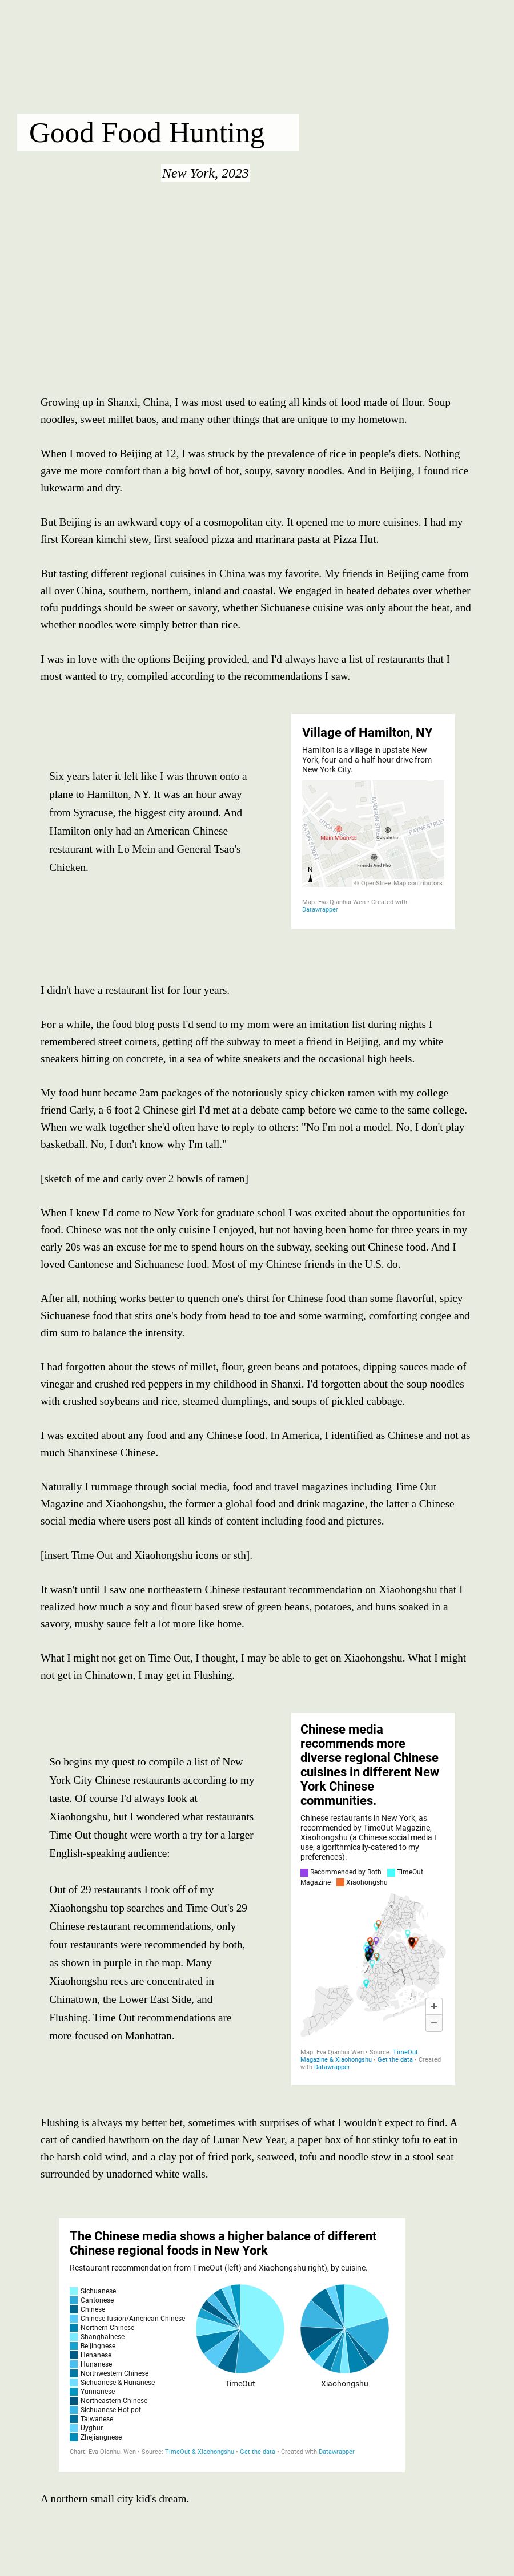 Good Food Hunting
New York, 2023
Growing up in Shanxi, China, I was most used to eating all kinds of food made of flour. Soup
noodles, sweet millet baos, and many other things that are unique to my hometown.
When I moved to Beijing at 12, I was struck by the prevalence of rice in people's diets. Nothing
gave me more comfort than a big bowl of hot, soupy, savory noodles. And in Beijing, I found rice
lukewarm and dry.
But Beijing is an awkward copy of a cosmopolitan city. It opened me to more cuisines. I had my
first Korean kimchi stew, first seafood pizza and marinara pasta at Pizza Hut.
But tasting different regional cuisines in China was my favorite. My friends in Beijing came from
all over China, southern, northern, inland and coastal. We engaged in heated debates over whether
tofu puddings should be sweet or savory, whether Sichuanese cuisine was only about the heat, and
whether noodles were simply better than rice.
I was in love with the options Beijing provided, and I'd always have a list of restaurants that I
most wanted to try, compiled according to the recommendations I saw.
Six years later it felt like I was thrown onto a
plane to Hamilton, NY. It was an hour away
from Syracuse, the biggest city around. And
Hamilton only had an American Chinese
restaurant with Lo Mein and General Tsao's
Chicken.
Village of Hamilton, NY
Hamilton is a village in upstate New
York, four-and-a-half-hour drive from
New York City.
UTICA
MADISON STREET
PAYNE STREET
EATON STREET
Main Moon
Colgate Inn
Friends And Pho
N
© OpenStreetMap contributors
Map: Eva Qianhui Wen • Created with
Datawrapper
I didn't have a restaurant list for four years.
For a while, the food blog posts I'd send to my mom were an imitation list during nights I
remembered street corners, getting off the subway to meet a friend in Beijing, and my white
sneakers hitting on concrete, in a sea of white sneakers and the occasional high heels.
My food hunt became 2am packages of the notoriously spicy chicken ramen with my college
friend Carly, a 6 foot 2 Chinese girl I'd met at a debate camp before we came to the same college.
When we walk together she'd often have to reply to others: "No I'm not a model. No, I don't play
basketball. No, I don't know why I'm tall."
[sketch of me and carly over 2 bowls of ramen]
When I knew I'd come to New York for graduate school I was excited about the opportunities for
food. Chinese was not the only cuisine I enjoyed, but not having been home for three years in my
early 20s was an excuse for me to spend hours on the subway, seeking out Chinese food. And I
loved Cantonese and Sichuanese food. Most of my Chinese friends in the U.S. do.
After all, nothing works better to quench one's thirst for Chinese food than some flavorful, spicy
Sichuanese food that stirs one's body from head to toe and some warming, comforting congee and
dim sum to balance the intensity.
I had forgotten about the stews of millet, flour, green beans and potatoes, dipping sauces made of
vinegar and crushed red peppers in my childhood in Shanxi. I'd forgotten about the soup noodles
with crushed soybeans and rice, steamed dumplings, and soups of pickled cabbage.
I was excited about any food and any Chinese food. In America, I identified as Chinese and not as
much Shanxinese Chinese.
Naturally I rummage through social media, food and travel magazines including Time Out
Magazine and Xiaohongshu, the former a global food and drink magazine, the latter a Chinese
social media where users post all kinds of content including food and pictures.
[insert Time Out and Xiaohongshu icons or sth].
It wasn't until I saw one northeastern Chinese restaurant recommendation on Xiaohongshu that I
realized how much a soy and flour based stew of green beans, potatoes, and buns soaked in a
savory, mushy sauce felt a lot more like home.
What I might not get on Time Out, I thought, I may be able to get on Xiaohongshu. What I might
not get in Chinatown, I may get in Flushing.
So begins my quest to compile a list of New
York City Chinese restaurants according to my
taste. Of course I'd always look at
Xiaohongshu, but I wondered what restaurants
Time Out thought were worth a try for a larger
English-speaking audience:
Out of 29 restaurants I took off of my
Xiaohongshu top searches and Time Out's 29
Chinese restaurant recommendations, only
four restaurants were recommended by both,
as shown in purple in the map. Many
Xiaohongshu recs are concentrated in
Chinatown, the Lower East Side, and
Flushing. Time Out recommendations are
more focused on Manhattan.
Chinese media
recommends more
diverse regional Chinese
cuisines in different New
York Chinese
communities.
Chinese restaurants in New York, as
recommended by TimeOut Magazine,
Xiaohongshu (a Chinese social media I
use, algorithmically-catered to my
preferences).
Recommended by Both TimeOut
Magazine Xiaohongshu
+
−
Map: Eva Qianhui Wen • Source: TimeOut
Magazine & Xiaohongshu • Get the data • Created
with Datawrapper
Flushing is always my better bet, sometimes with surprises of what I wouldn't expect to find. A
cart of candied hawthorn on the day of Lunar New Year, a paper box of hot stinky tofu to eat in
the harsh cold wind, and a clay pot of fried pork, seaweed, tofu and noodle stew in a stool seat
surrounded by unadorned white walls.
The Chinese media shows a higher balance of different
Chinese regional foods in New York
Restaurant recommendation from TimeOut (left) and Xiaohongshu right), by cuisine.
Sichuanese
Cantonese
Chinese
Chinese fusion/American Chinese
Northern Chinese
Shanghainese
Beijingnese
Henanese
Hunanese
Northwestern Chinese
Sichuanese & Hunanese
Yunnanese
Northeastern Chinese
Sichuanese Hot pot
Taiwanese
Uyghur
Zhejiangnese
TimeOut
Xiaohongshu
Chart: Eva Qianhui Wen • Source: TimeOut & Xiaohongshu • Get the data • Created with Datawrapper
A northern small city kid's dream.